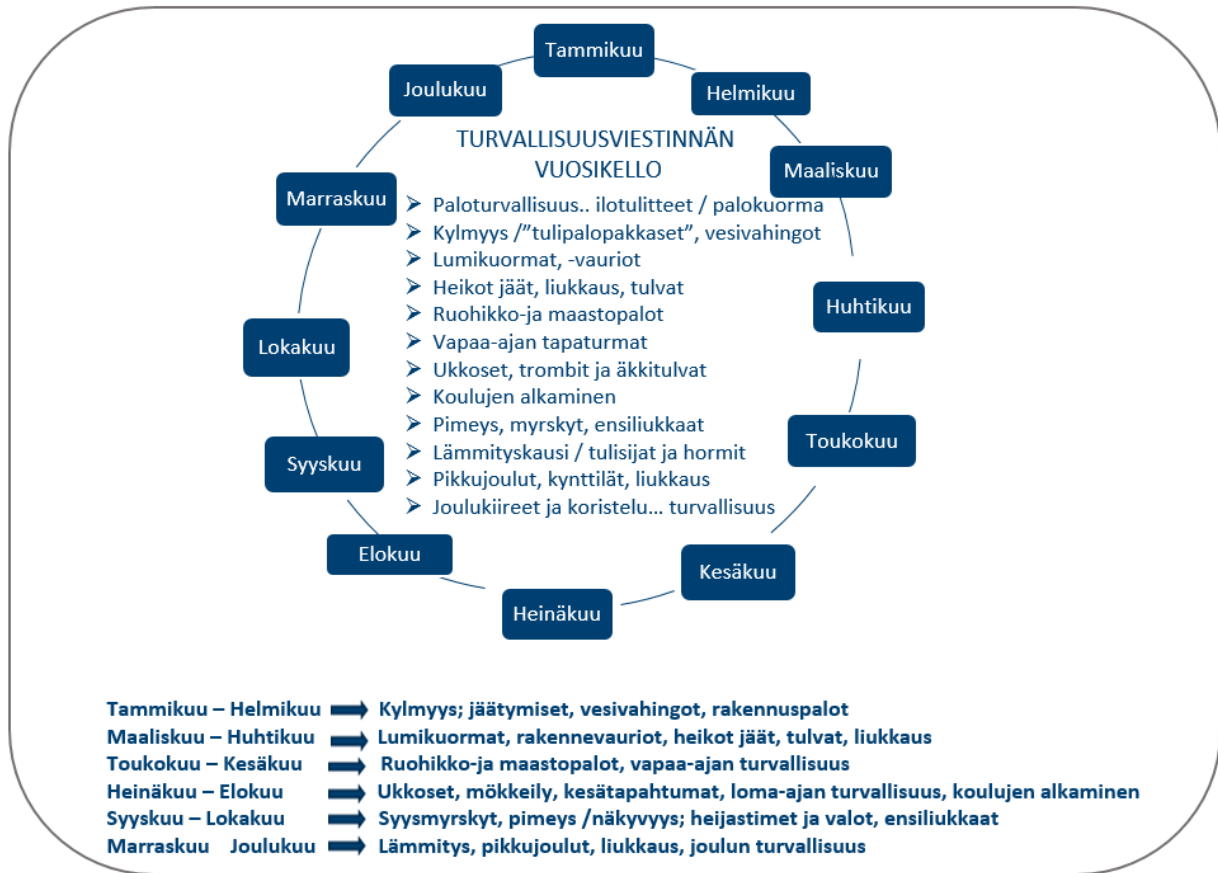 Tammikuu
Helmikuu
Maaliskuu
Huhtikuu
Toukokuu
Kesäkuu
Heinäkuu
Elokuu
Syyskuu
Lokakuu
Marraskuu
Joulukuu
TURVALLISUUSVIESTINNÄN
VUOSIKELLO
➢ Paloturvallisuus.. ilotulitteet / palokuorma
➢ Kylmyys /”tulipalopakkaset”, vesivahingot
➢ Lumikuormat, -vauriot
➢ Heikot jäät, liukkaus, tulvat
➢ Ruohikko-ja maastopalot
➢ Vapaa-ajan tapaturmat
➢ Ukkoset, trombit ja äkkitulvat
➢ Koulujen alkaminen
➢ Pimeys, myrskyt, ensiliukkaat
➢ Lämmityskausi / tulisijat ja hormit
➢ Pikkujoulut, kynttilät, liukkaus
➢ Joulukiireet ja koristelu... turvallisuus
Tammikuu – Helmikuu ➡ Kylmyys; jäätymiset, vesivahingot, rakennuspalot
Maaliskuu – Huhtikuu ➡ Lumikuormat, rakennevauriot, heikot jäät, tulvat, liukkaus
Toukokuu – Kesäkuu ➡ Ruohikko-ja maastopalot, vapaa-ajan turvallisuus
Heinäkuu – Elokuu ➡ Ukkoset, mökkeily, kesätapahtumat, loma-ajan turvallisuus, koulujen alkaminen
Syyskuu – Lokakuu ➡ Syysmyrskyt, pimeys /näkyvyys; heijastimet ja valot, ensiliukkaat
Marraskuu Joulukuu ➡ Lämmitys, pikkujoulut, liukkaus, joulun turvallisuus